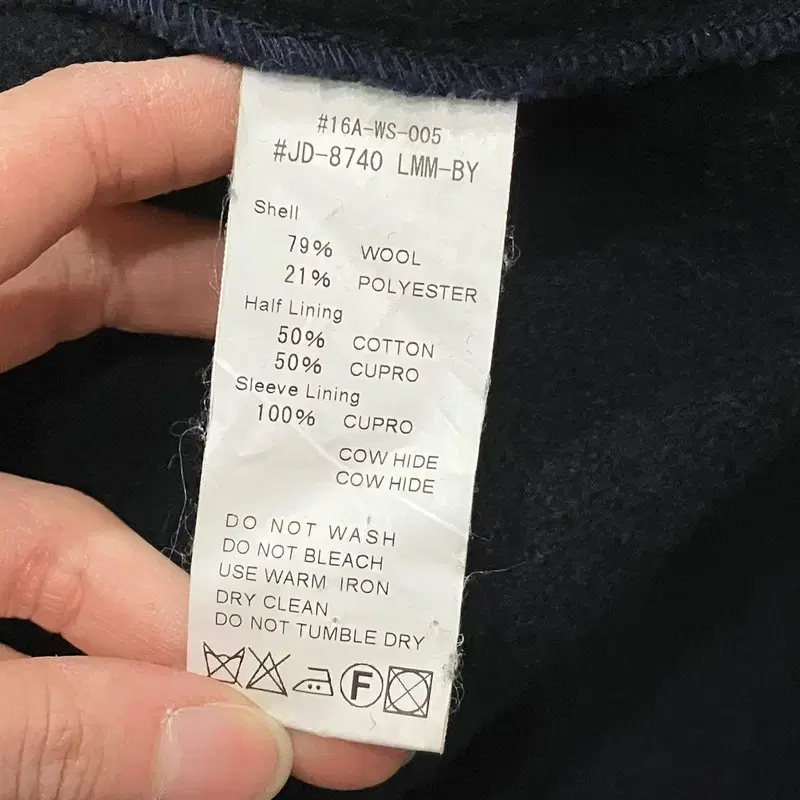 #16A-WS-005
#JD-8740 LMM-BY
Shell
79% WOOL
21% POLYESTER
Half Lining
50% COTTON
50% CUPRO
Sleeve Lining
100% CUPRO
COW HIDE
COW HIDE
DO NOT WASH
DO NOT BLEACH
USE WARM IRON
DRY CLEAN
DO NOT TUMBLE DRY
F